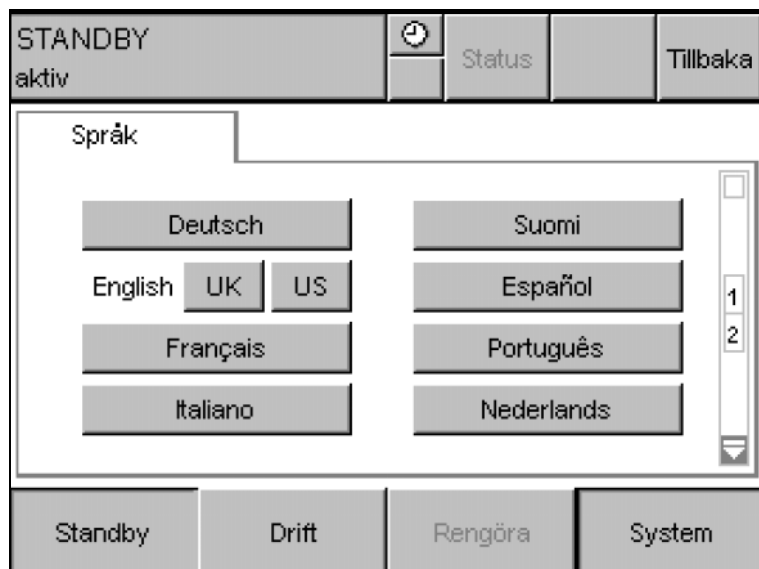 STANDBY
aktiv
Status
Tillbaka
Språk
Deutsch
Suomi
English UK US
Español
Français
Português
Italiano
Nederlands
1
2
Standby
Drift
Rengöra
System